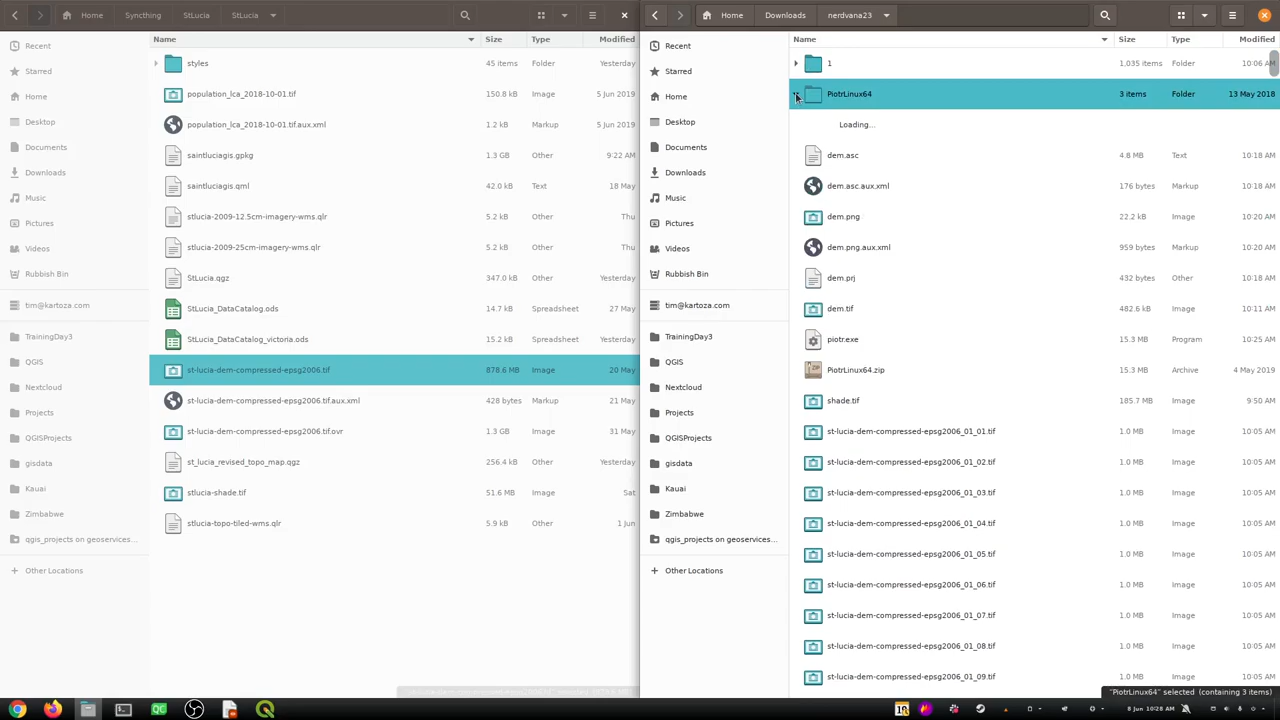 Home Syncthing StLucia StLucia
Name Size Type Modified
Recent
Starred
Home
Desktop
Documents
Downloads
Music
Pictures
Videos
Rubbish Bin
tim@kartoza.com
TrainingDay3
QGIS
Nextcloud
Projects
QGISProjects
gisdata
Kauai
Zimbabwe
qgis_projects on geoservices...
Other Locations
styles 45 items Folder Yesterday
population_lca_2018-10-01.tif 150.8 kB Image 5 Jun 2019
population_lca_2018-10-01.tif.aux.xml 1.2 kB Markup 5 Jun 2019
saintluciagis.gpkg 1.3 GB Other 9:22 AM
saintluciagis.qml 42.0 kB Text 18 May
stlucia-2009-12.5cm-imagery-wms.qlr 5.2 kB Other Thu
stlucia-2009-25cm-imagery-wms.qlr 5.2 kB Other Thu
StLucia.qgz 347.0 kB Other Yesterday
StLucia_DataCatalog.ods 14.7 kB Spreadsheet 27 May
StLucia_DataCatalog_victoria.ods 15.2 kB Spreadsheet Yesterday
st-lucia-dem-compressed-epsg2006.tif 878.6 MB Image 20 May
st-lucia-dem-compressed-epsg2006.tif.aux.xml 428 bytes Markup 21 May
st-lucia-dem-compressed-epsg2006.tif.ovr 1.3 GB Image 31 May
st_lucia_revised_topo_map.qgz 256.4 kB Other Yesterday
stlucia-shade.tif 51.6 MB Image Sat
stlucia-topo-tiled-wms.qlr 5.9 kB Other 1 Jun
Home Downloads nerdvana23
Name Size Type Modified
Recent
Starred
Home
Desktop
Documents
Downloads
Music
Pictures
Videos
Rubbish Bin
tim@kartoza.com
TrainingDay3
QGIS
Nextcloud
Projects
QGISProjects
gisdata
Kauai
Zimbabwe
qgis_projects on geoservices...
Other Locations
1 1,035 items Folder 10:06 AM
PiotrLinux64 3 items Folder 13 May 2018
Loading...
dem.asc 4.8 MB Text 10:18 AM
dem.asc.aux.xml 176 bytes Markup 10:18 AM
dem.png 22.2 kB Image 10:20 AM
dem.png.aux.xml 959 bytes Markup 10:20 AM
dem.prj 432 bytes Other 10:18 AM
dem.tif 482.6 kB Image 10:11 AM
piotr.exe 15.3 MB Program 10:25 AM
PiotrLinux64.zip 15.3 MB Archive 4 May 2019
shade.tif 185.7 MB Image 9:50 AM
st-lucia-dem-compressed-epsg2006_01_01.tif 1.0 MB Image 10:05 AM
st-lucia-dem-compressed-epsg2006_01_02.tif 1.0 MB Image 10:05 AM
st-lucia-dem-compressed-epsg2006_01_03.tif 1.0 MB Image 10:05 AM
st-lucia-dem-compressed-epsg2006_01_04.tif 1.0 MB Image 10:05 AM
st-lucia-dem-compressed-epsg2006_01_05.tif 1.0 MB Image 10:05 AM
st-lucia-dem-compressed-epsg2006_01_06.tif 1.0 MB Image 10:05 AM
st-lucia-dem-compressed-epsg2006_01_07.tif 1.0 MB Image 10:05 AM
st-lucia-dem-compressed-epsg2006_01_08.tif 1.0 MB Image 10:05 AM
st-lucia-dem-compressed-epsg2006_01_09.tif 1.0 MB Image 10:05 AM
"PiotrLinux64" selected (containing 3 items)
8 Jun 10:28 AM